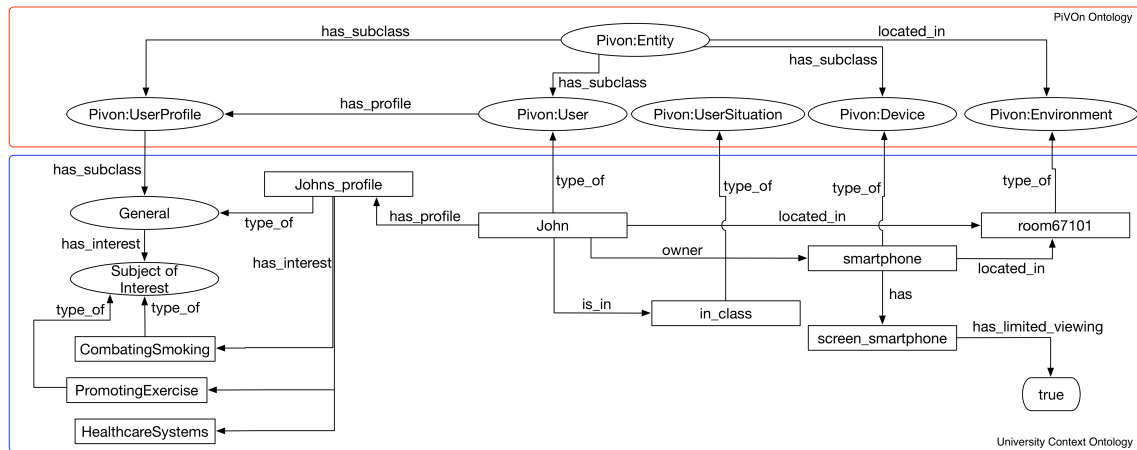 PiVOn Ontology
has_subclass
Pivon:Entity
located_in
has_subclass
has_subclass
Pivon:UserProfile
has_profile
Pivon:User
Pivon:UserSituation
Pivon:Device
Pivon:Environment
has_subclass
Johns_profile
type_of
type_of
type_of
type_of
General
type_of
has_profile
John
located_in
room67101
has_interest
has_interest
owner
smartphone
located_in
Subject of
Interest
type_of
type_of
is_in
in_class
has
has_limited_viewing
CombatingSmoking
screen_smartphone
PromotingExercise
true
HealthcareSystems
University Context Ontology